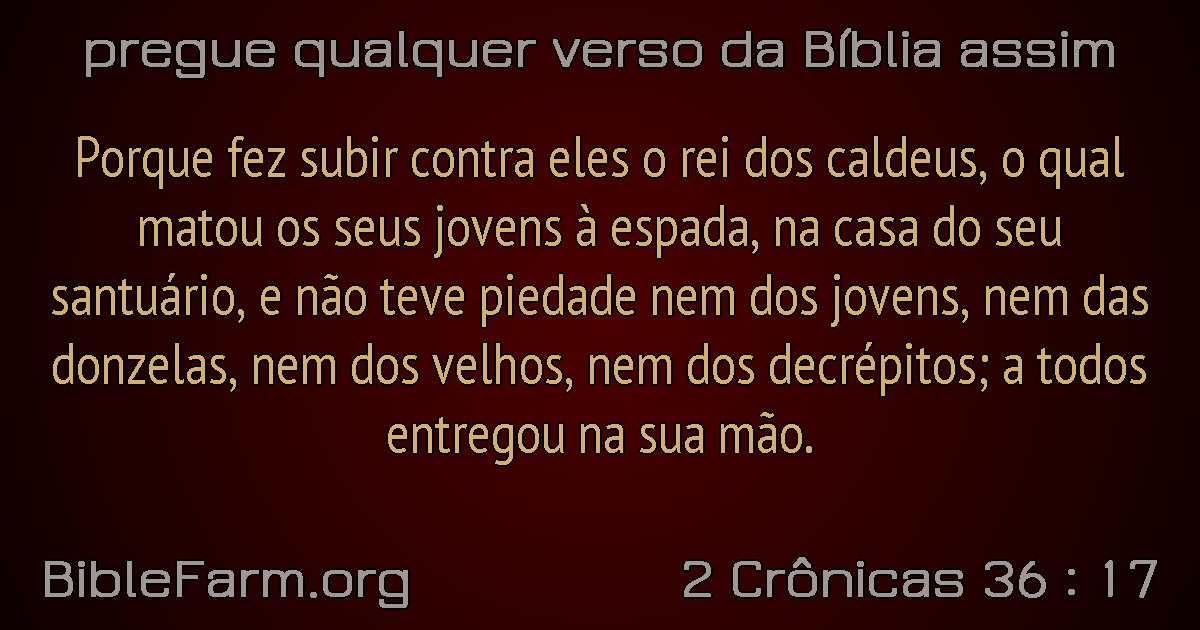 pregue qualquer verso da Bíblia assim
Porque fez subir contra eles o rei dos caldeus, o qual
matou os seus jovens à espada, na casa do seu
santuário, e não teve piedade nem dos jovens, nem das
donzelas, nem dos velhos, nem dos decrépitos; a todos
entregou na sua mão.
BibleFarm.org
2 Crônicas 36 : 17